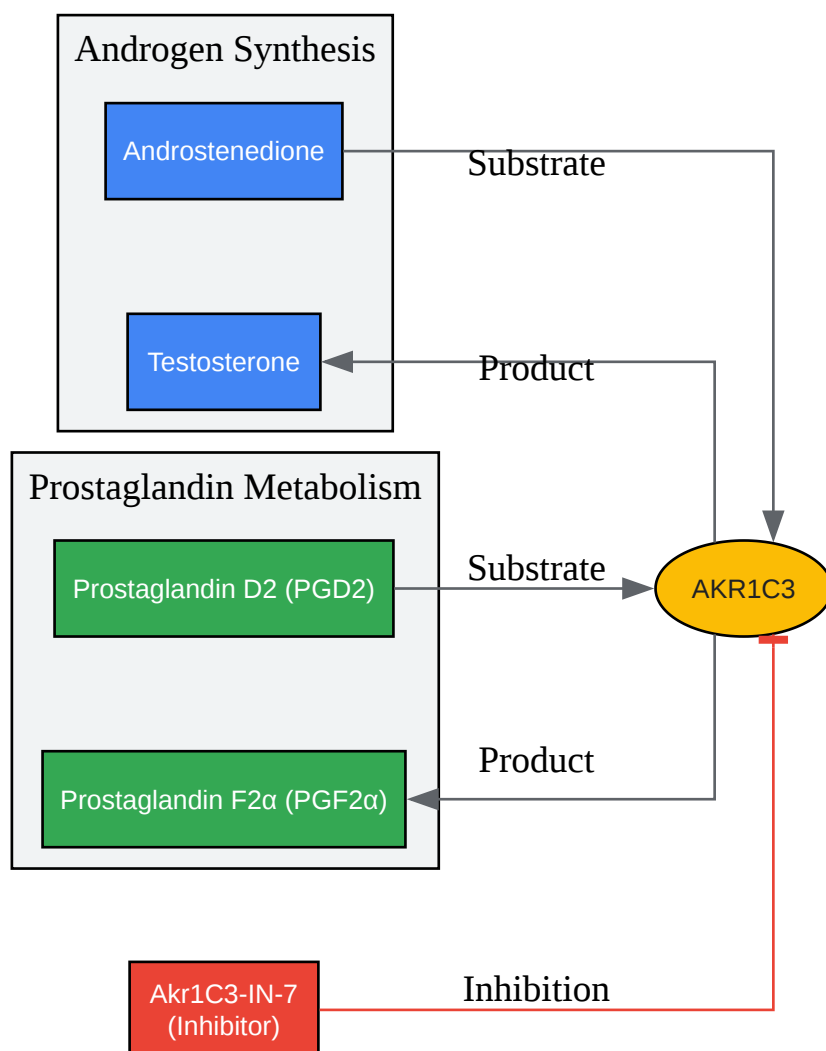 Androgen Synthesis
Androstenedione
Substrate
Testosterone
Product
Prostaglandin Metabolism
Prostaglandin D2 (PGD2)
Substrate
AKR1C3
Prostaglandin F2α (PGF2α)
Product
Akr1C3-IN-7
(Inhibitor)
Inhibition